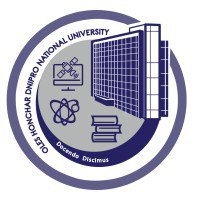 OLES HONCHAR DNIPRO NATIONAL UNIVERSITY
Docendo Discimus